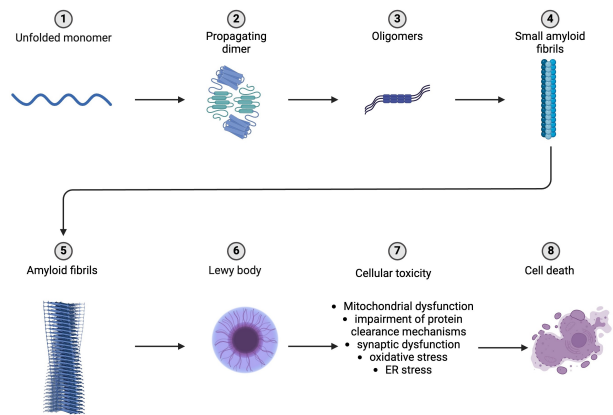 1
Unfolded monomer
2
Propagating
dimer
3
Oligomers
4
Small amyloid
fibrils
5
Amyloid fibrils
6
Lewy body
7
Cellular toxicity
• Mitochondrial dysfunction
• impairment of protein
clearance mechanisms
• synaptic dysfunction
• oxidative stress
• ER stress
8
Cell death